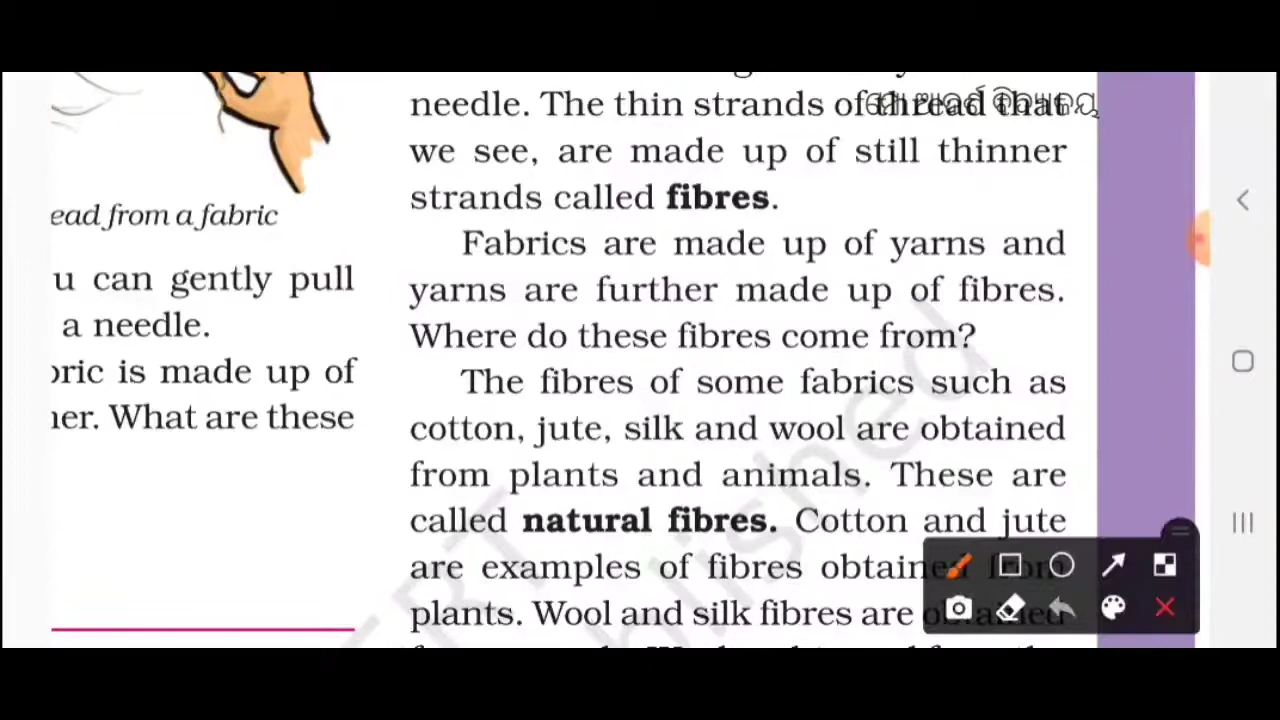 ead from a fabric
u can gently pull
a needle.
ric is made up of
er. What are these
needle. The thin strands of thread that
we see, are made up of still thinner
strands called fibres.
Fabrics are made up of yarns and
yarns are further made up of fibres.
Where do these fibres come from?
The fibres of some fabrics such as
cotton, jute, silk and wool are obtained
from plants and animals. These are
called natural fibres. Cotton and jute
are examples of fibres obtained from
plants. Wool and silk fibres are obtained